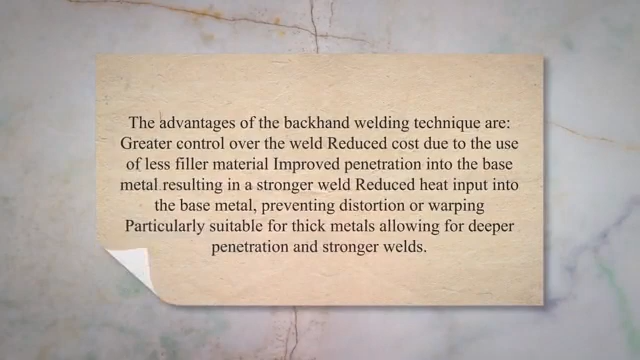 The advantages of the backhand welding technique are:
Greater control over the weld Reduced cost due to the use
of less filler material Improved penetration into the base
metal resulting in a stronger weld Reduced heat input into
the base metal, preventing distortion or warping
Particularly suitable for thick metals allowing for deeper
penetration and stronger welds.